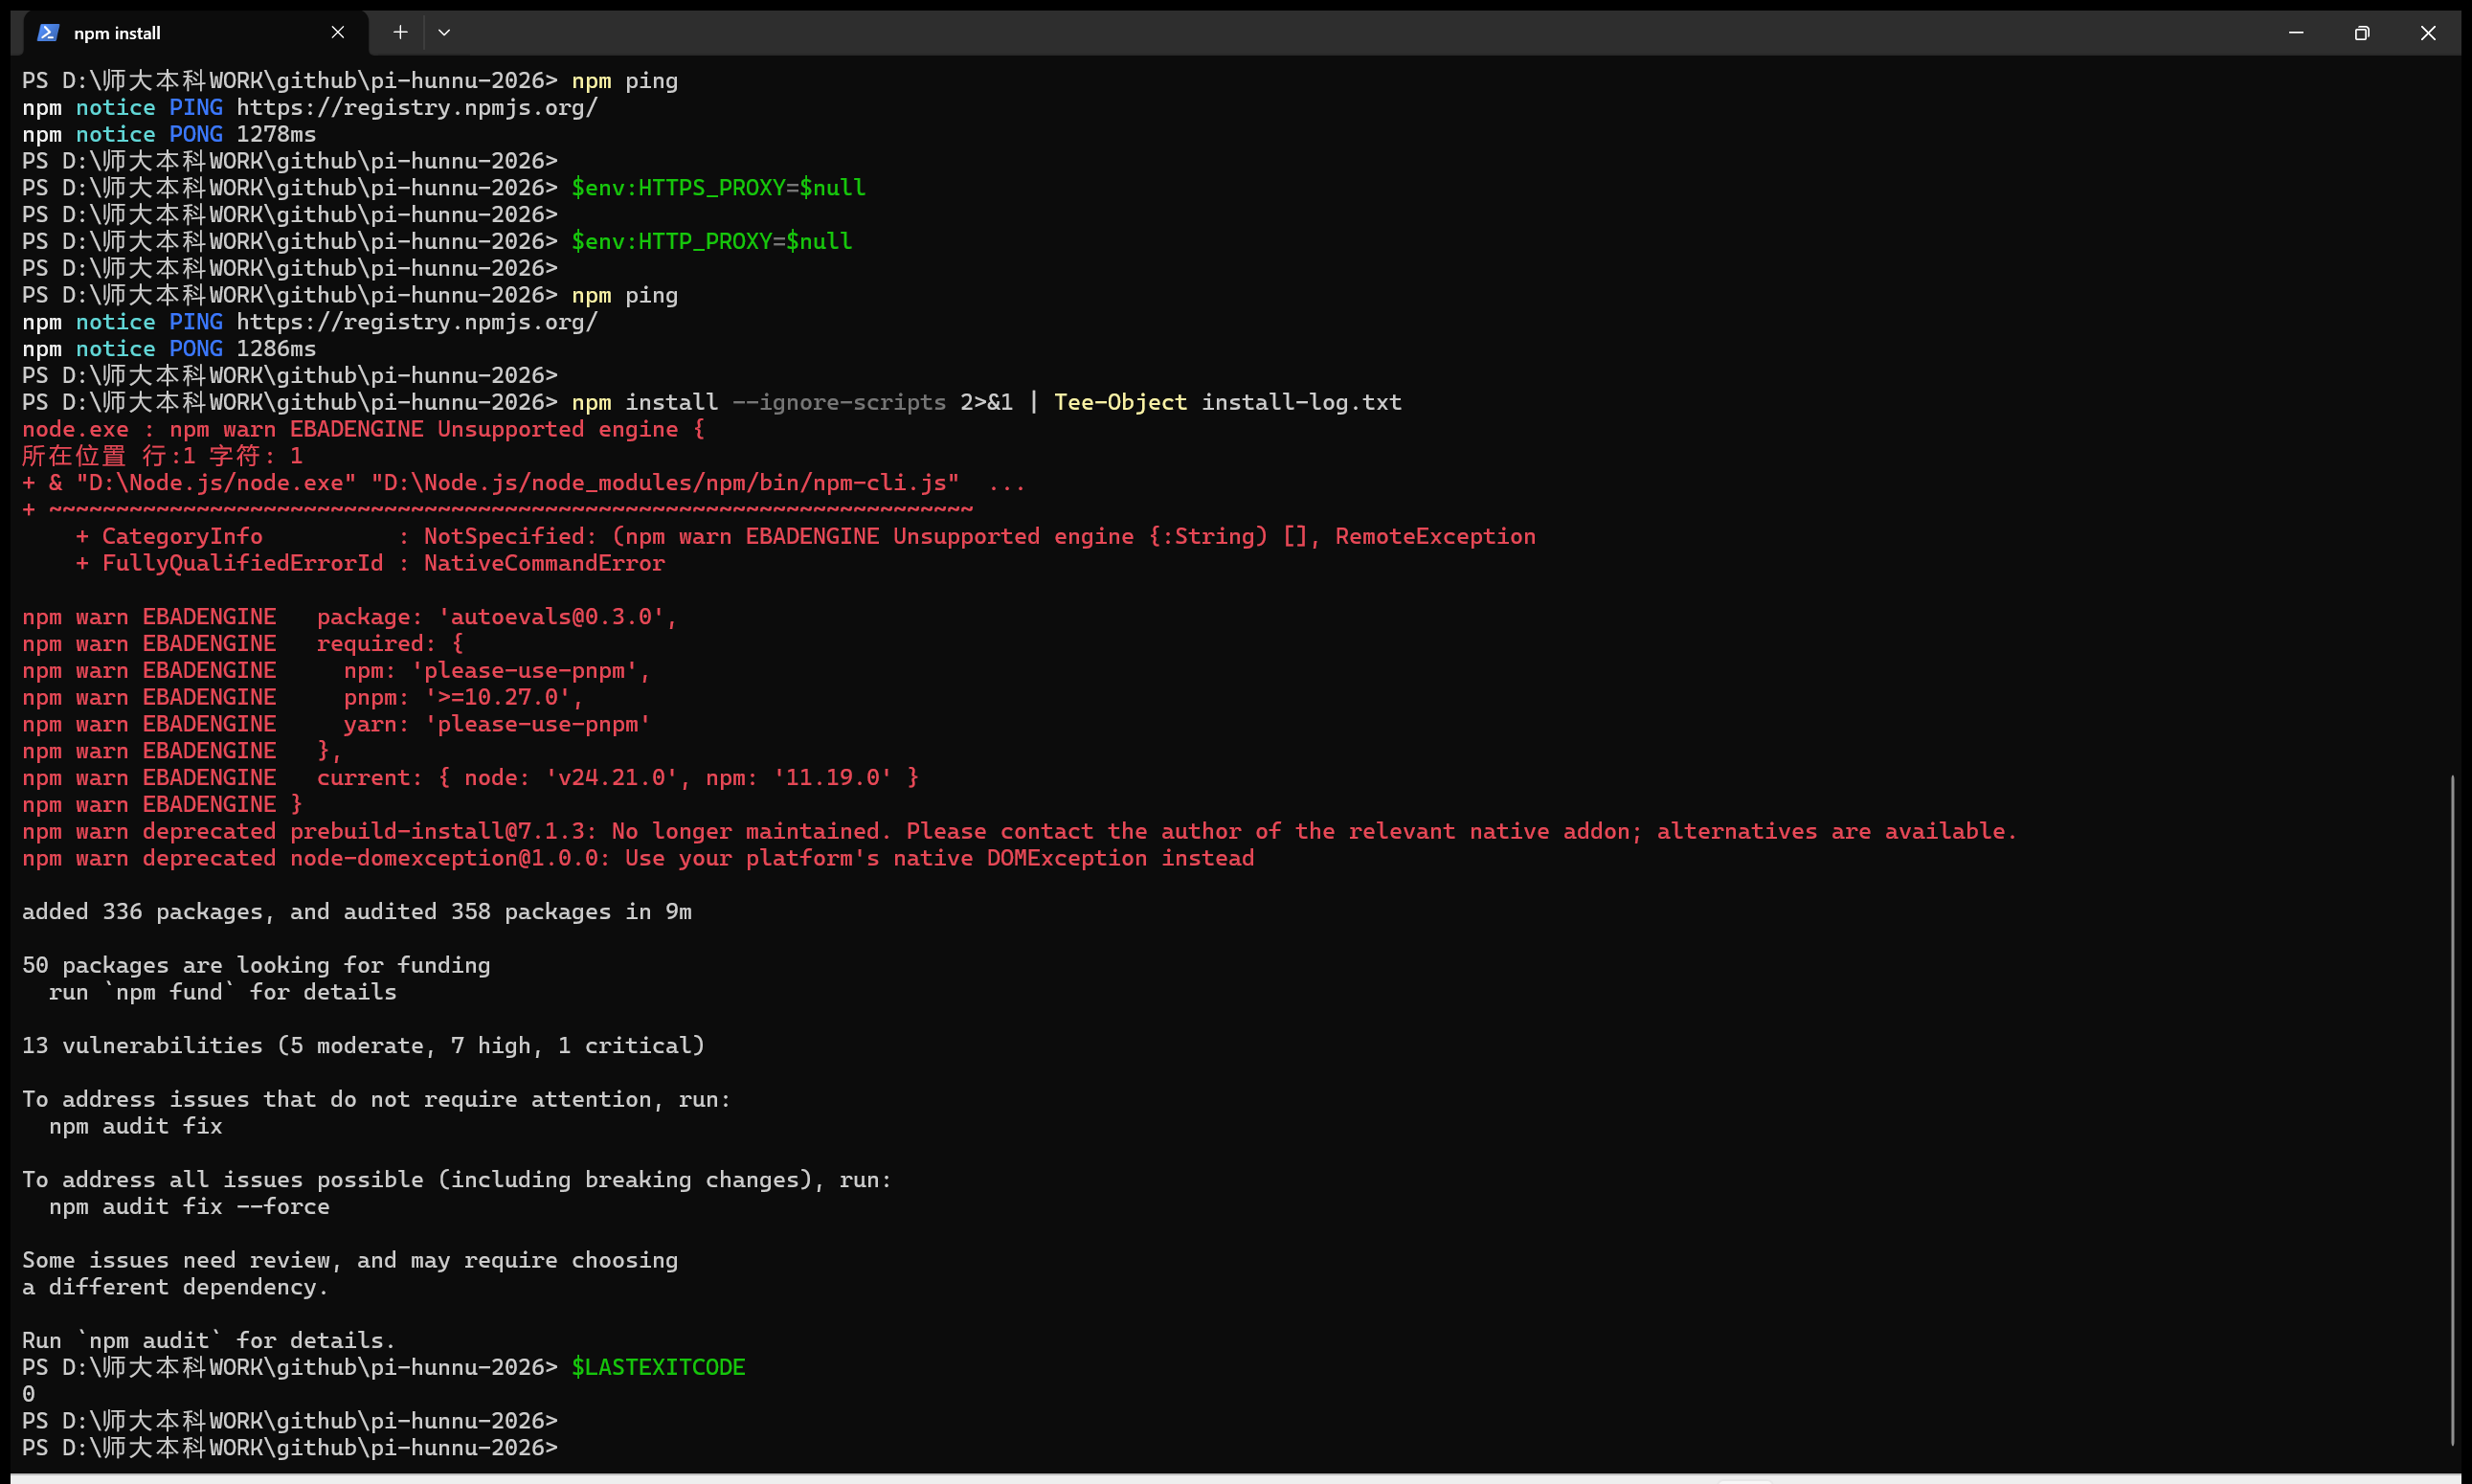 npm install
PS D:\师大本科WORK\github\pi-hunnu-2026> npm ping
npm notice PING https://registry.npmjs.org/
npm notice PONG 1278ms
PS D:\师大本科WORK\github\pi-hunnu-2026>
PS D:\师大本科WORK\github\pi-hunnu-2026> $env:HTTPS_PROXY=$null
PS D:\师大本科WORK\github\pi-hunnu-2026>
PS D:\师大本科WORK\github\pi-hunnu-2026> $env:HTTP_PROXY=$null
PS D:\师大本科WORK\github\pi-hunnu-2026>
PS D:\师大本科WORK\github\pi-hunnu-2026> npm ping
npm notice PING https://registry.npmjs.org/
npm notice PONG 1286ms
PS D:\师大本科WORK\github\pi-hunnu-2026>
PS D:\师大本科WORK\github\pi-hunnu-2026> npm install --ignore-scripts 2>&1 | Tee-Object install-log.txt
node.exe : npm warn EBADENGINE Unsupported engine {
所在位置 行:1 字符: 1
+ & "D:\Node.js/node.exe" "D:\Node.js/node_modules/npm/bin/npm-cli.js"  ...
+ ~~~~~~~~~~~~~~~~~~~~~~~~~~~~~~~~~~~~~~~~~~~~~~~~~~~~~~~~~~~~~~~~~~~~~
    + CategoryInfo          : NotSpecified: (npm warn EBADENGINE Unsupported engine {:String) [], RemoteException
    + FullyQualifiedErrorId : NativeCommandError
npm warn EBADENGINE   package: 'autoevals@0.3.0',
npm warn EBADENGINE   required: {
npm warn EBADENGINE     npm: 'please-use-pnpm',
npm warn EBADENGINE     pnpm: '>=10.27.0',
npm warn EBADENGINE     yarn: 'please-use-pnpm'
npm warn EBADENGINE   },
npm warn EBADENGINE   current: { node: 'v24.21.0', npm: '11.19.0' }
npm warn EBADENGINE }
npm warn deprecated prebuild-install@7.1.3: No longer maintained. Please contact the author of the relevant native addon; alternatives are available.
npm warn deprecated node-domexception@1.0.0: Use your platform's native DOMException instead
added 336 packages, and audited 358 packages in 9m
50 packages are looking for funding
  run `npm fund` for details
13 vulnerabilities (5 moderate, 7 high, 1 critical)
To address issues that do not require attention, run:
  npm audit fix
To address all issues possible (including breaking changes), run:
  npm audit fix --force
Some issues need review, and may require choosing
a different dependency.
Run `npm audit` for details.
PS D:\师大本科WORK\github\pi-hunnu-2026> $LASTEXITCODE
0
PS D:\师大本科WORK\github\pi-hunnu-2026>
PS D:\师大本科WORK\github\pi-hunnu-2026>